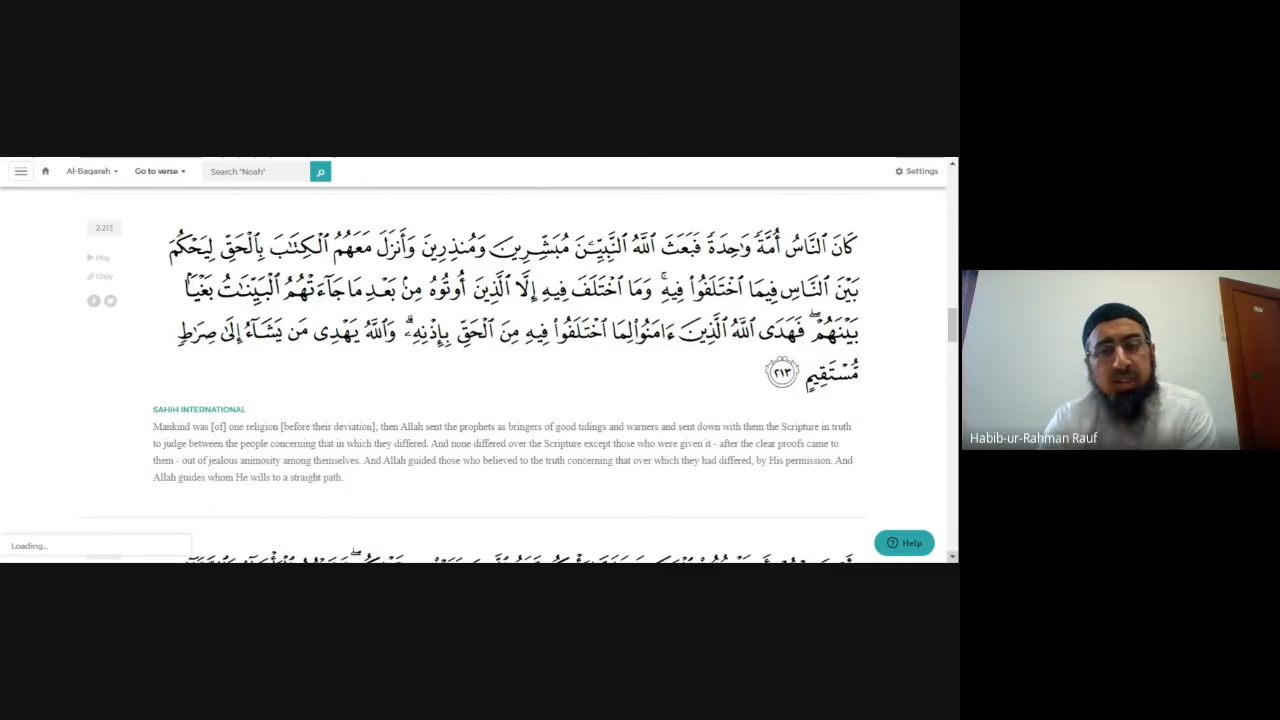 Al-Baqarah
Go to verse
Search "Noah"
Settings
2:213
Play
Copy
كَانَ ٱلنَّاسُ أُمَّةً وَٰحِدَةً فَبَعَثَ ٱللَّهُ ٱلنَّبِيِّـۧنَ مُبَشِّرِينَ وَمُنذِرِينَ وَأَنزَلَ مَعَهُمُ ٱلْكِتَـٰبَ بِٱلْحَقِّ لِيَحْكُمَ
بَيْنَ ٱلنَّاسِ فِيمَا ٱخْتَلَفُوا۟ فِيهِ ۚ وَمَا ٱخْتَلَفَ فِيهِ إِلَّا ٱلَّذِينَ أُوتُوهُ مِنۢ بَعْدِ مَا جَآءَتْهُمُ ٱلْبَيِّنَـٰتُ بَغْيًۢا
بَيْنَهُمْ ۖ فَهَدَى ٱللَّهُ ٱلَّذِينَ ءَامَنُوا۟ لِمَا ٱخْتَلَفُوا۟ فِيهِ مِنَ ٱلْحَقِّ بِإِذْنِهِۦ ۗ وَٱللَّهُ يَهْدِى مَن يَشَآءُ إِلَىٰ صِرَٰطٍ
مُّسْتَقِيمٍ ٢١٣
SAHIH INTERNATIONAL
Mankind was [of] one religion [before their deviation], then Allah sent the prophets as bringers of good tidings and warners and sent down with them the Scripture in truth
to judge between the people concerning that in which they differed. And none differed over the Scripture except those who were given it - after the clear proofs came to
them - out of jealous animosity among themselves. And Allah guided those who believed to the truth concerning that over which they had differed, by His permission. And
Allah guides whom He wills to a straight path.
Loading...
Help
Habib-ur-Rahman Rauf